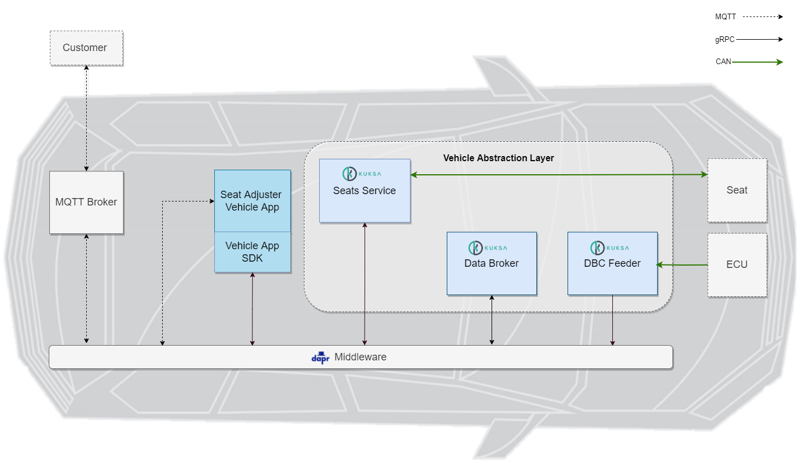 MQTT
gRPC
CAN
Customer
Vehicle Abstraction Layer
KUKSA
Seats Service
Seat
MQTT Broker
Seat Adjuster
Vehicle App
Vehicle App
SDK
KUKSA
Data Broker
KUKSA
DBC Feeder
ECU
dapr Middleware